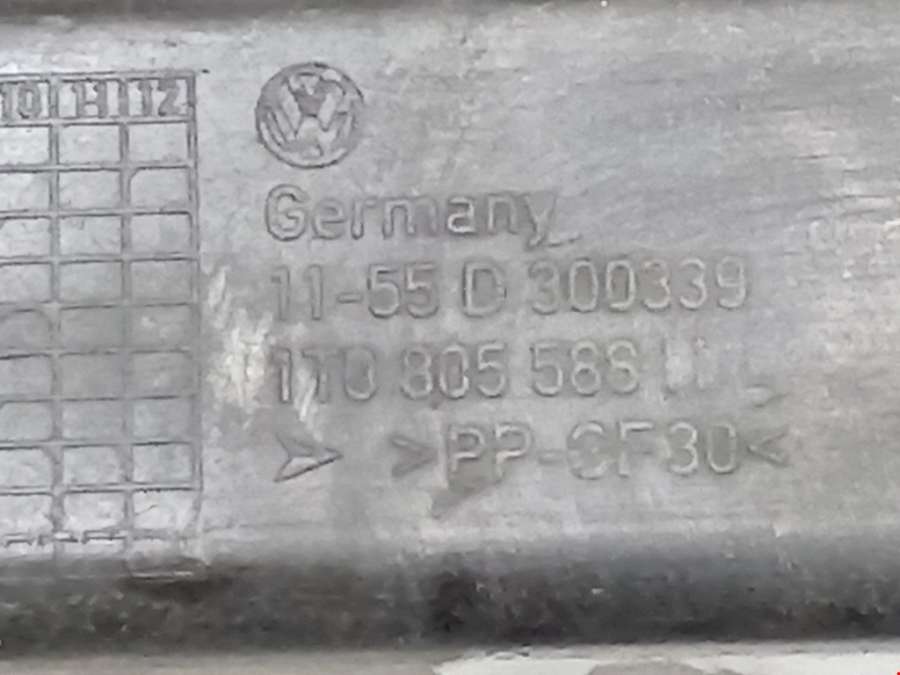 10 11 12
Germany
11-55 D 300339
1T0 805 588
>PP-GF30<